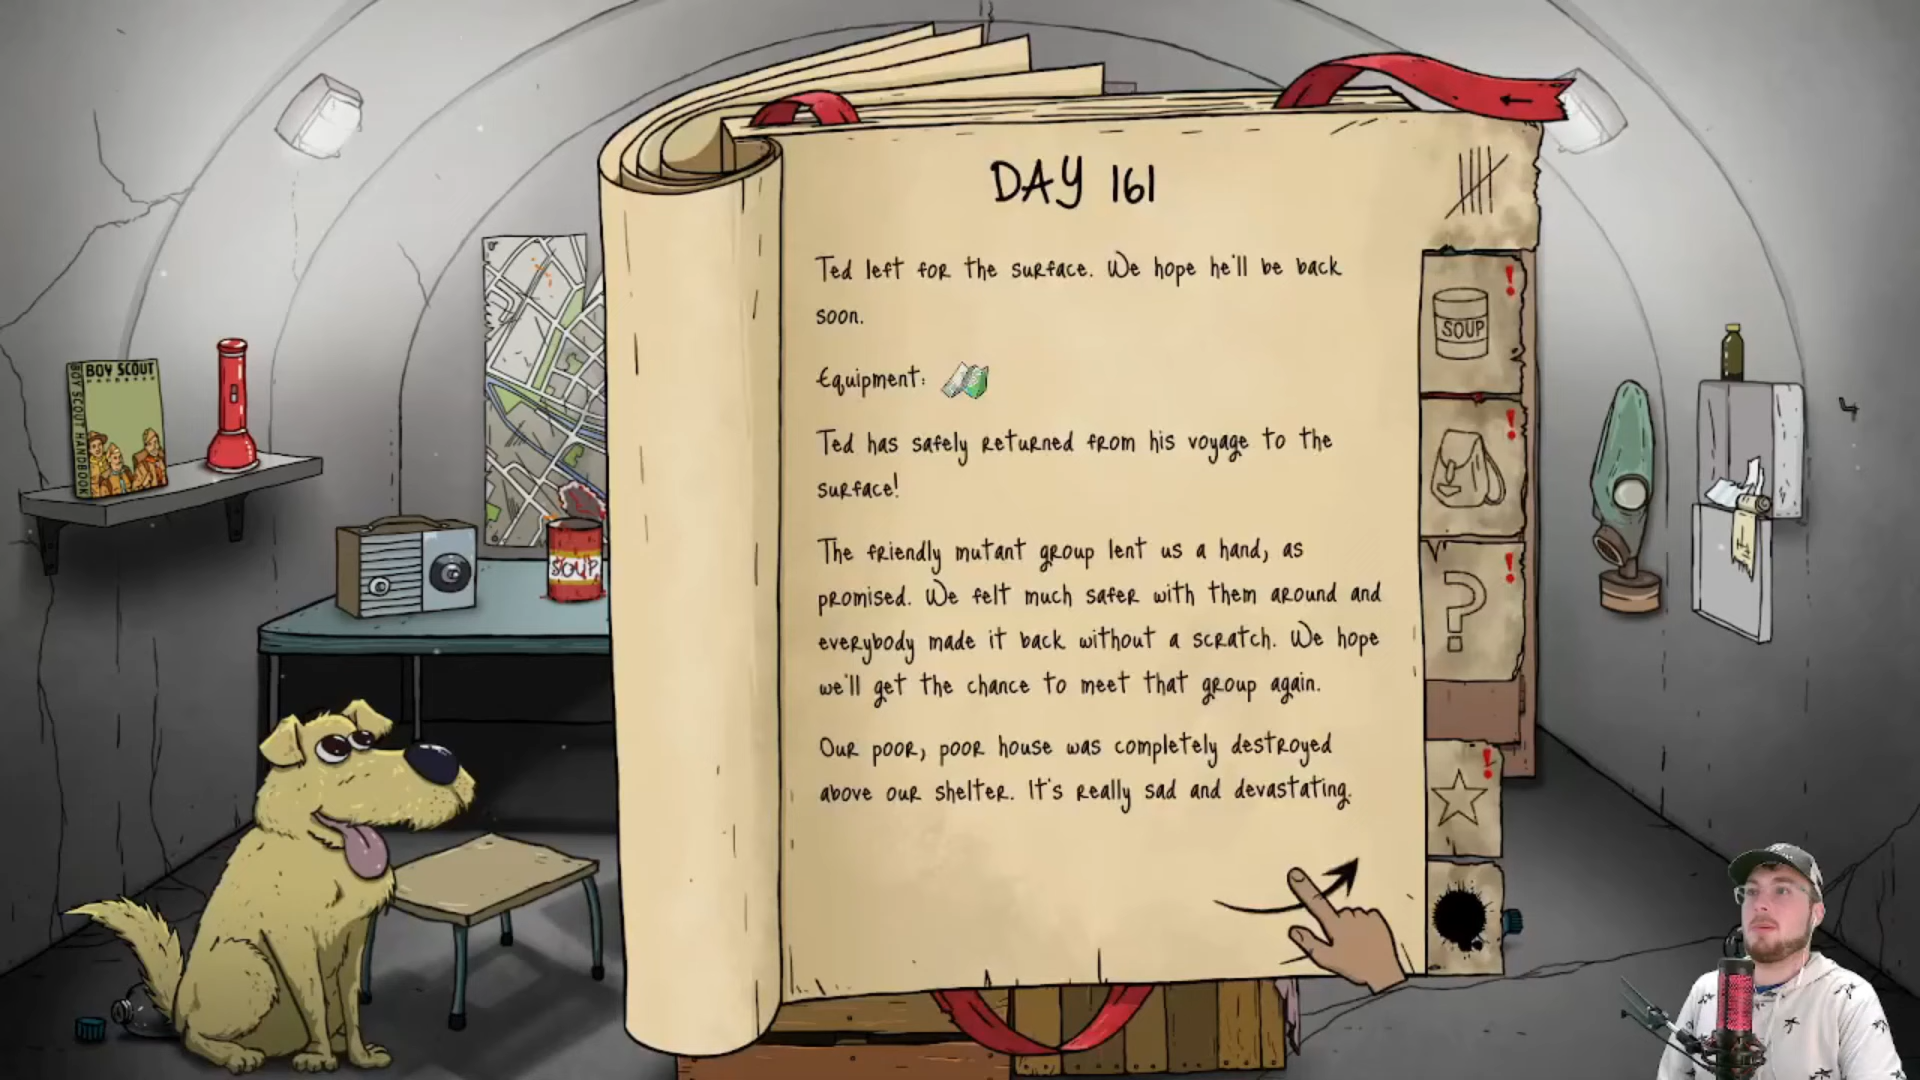 DAY 161
Ted left for the surface. We hope he'll be back
soon.
Equipment:
Ted has safely returned from his voyage to the
surface!
The friendly mutant group lent us a hand, as
promised. We felt much safer with them around and
everybody made it back without a scratch. We hope
we'll get the chance to meet that group again.
Our poor, poor house was completely destroyed
above our shelter. It's really sad and devastating.
SOUP
BOY SCOUT
BOY SCOUT HANDBOOK
SOUP